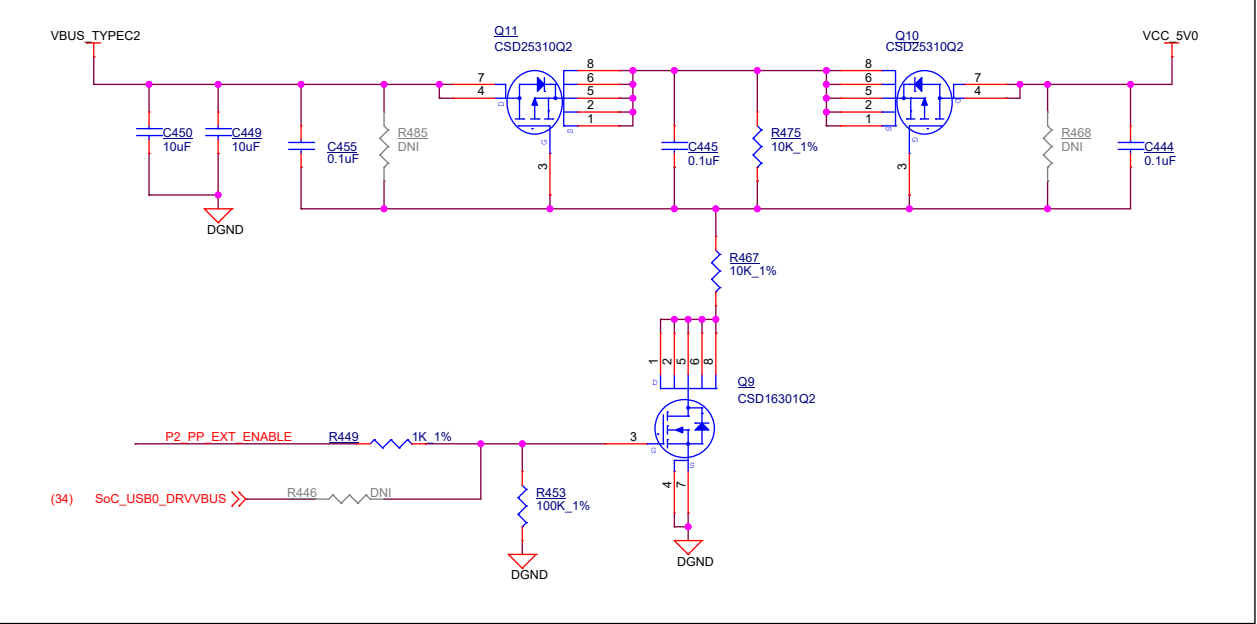 VBUS_TYPEC2
Q11
CSD25310Q2
Q10
CSD25310Q2
VCC_5V0
7
4
D
8
6
5
2
1
S
G
3
8
6
5
2
1
S
7
4
D
G
3
C450
10uF
C449
10uF
C455
0.1uF
R485
DNI
C445
0.1uF
R475
10K_1%
R468
DNI
C444
0.1uF
DGND
R467
10K_1%
1
2
5
6
8
D
Q9
CSD16301Q2
P2_PP_EXT_ENABLE
R449
1K_1%
3
G
S
4
7
(34)
SoC_USB0_DRVVBUS
R446
DNI
R453
100K_1%
DGND
DGND